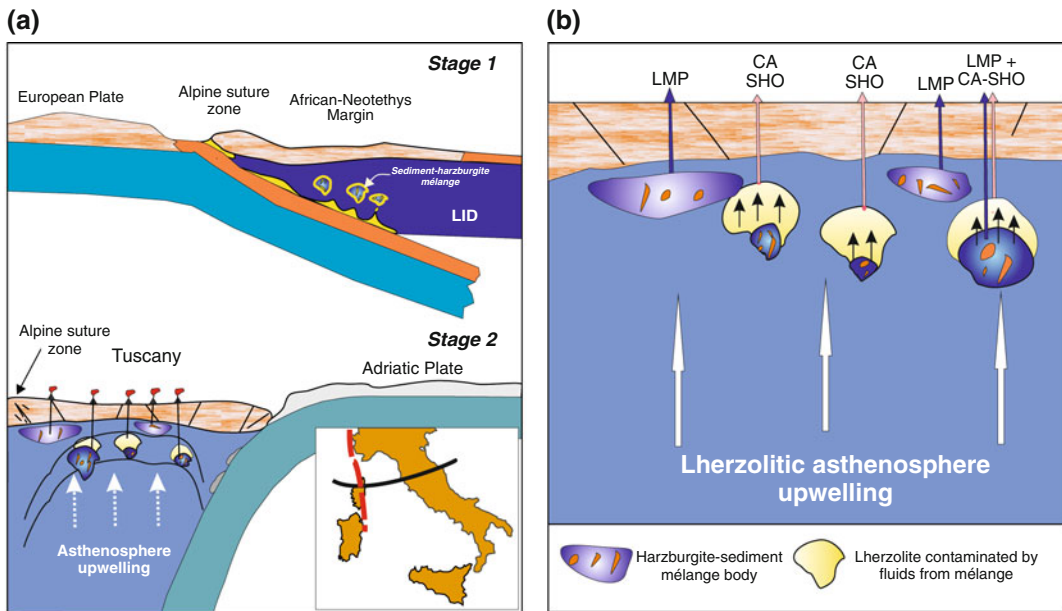 (a)
Stage 1
European Plate
Alpine suture
zone
African-Neotethys
Margin
Sediment-harzburgite
mélange
LID
Stage 2
Alpine suture
zone
Tuscany
Adriatic Plate
Asthenosphere
upwelling
(b)
LMP
CA
SHO
CA
SHO
LMP
LMP +
CA-SHO
Lherzolitic asthenosphere
upwelling
Harzburgite-sediment
mélange body
Lherzolite contaminated by
fluids from mélange